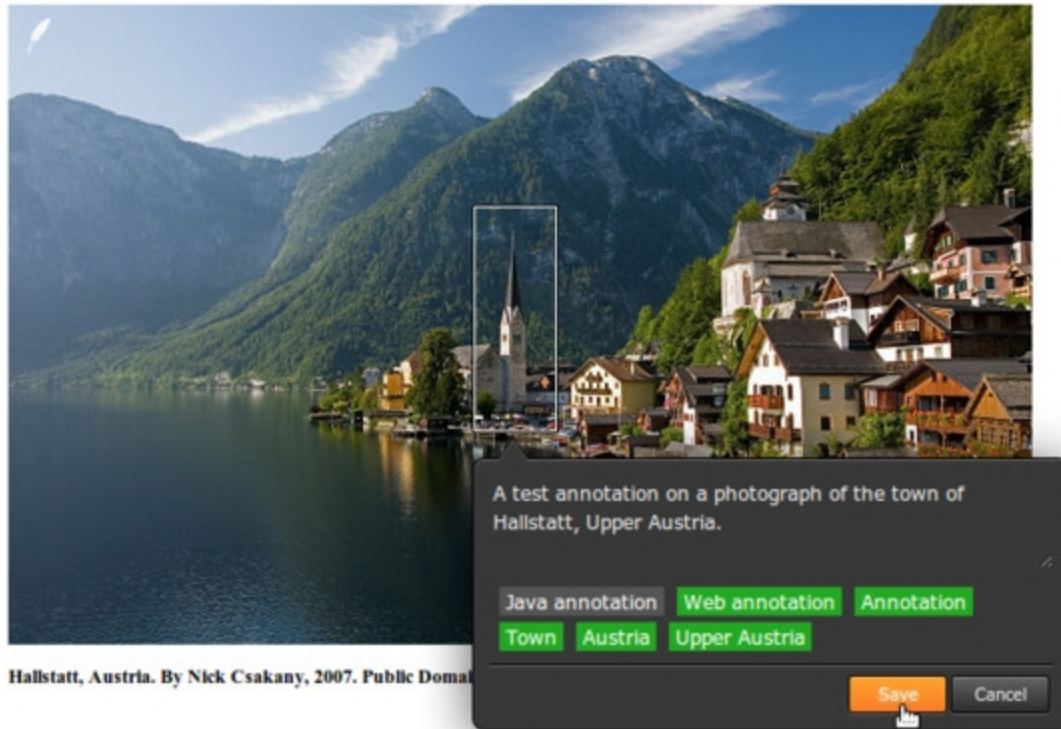 A test annotation on a photograph of the town of
Hallstatt, Upper Austria.
Java annotation Web annotation Annotation
Town Austria Upper Austria
Save Cancel
Hallstatt, Austria. By Nick Csakany, 2007. Public